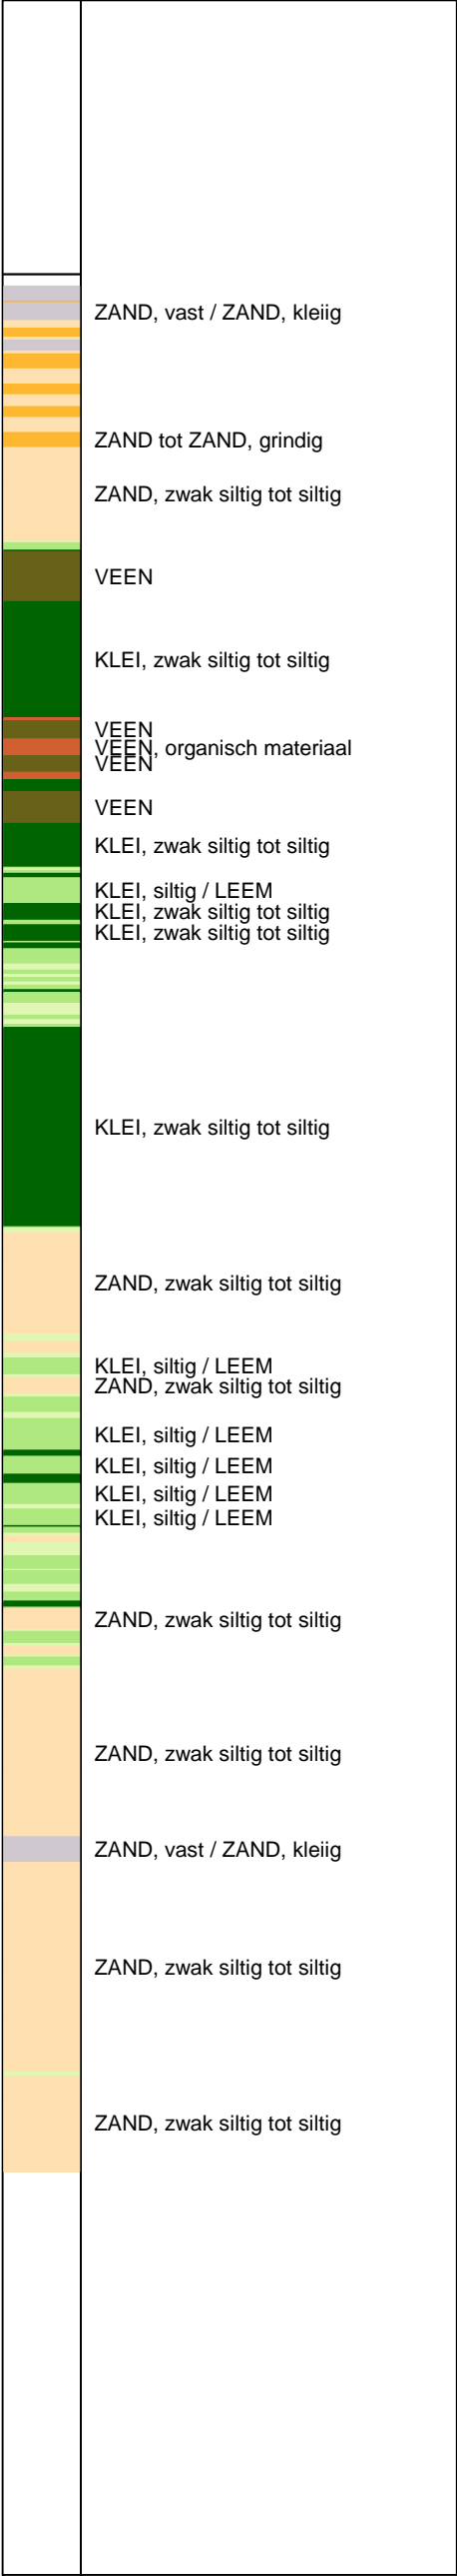 ZAND, vast / ZAND, kleiig
ZAND tot ZAND, grindig
ZAND, zwak siltig tot siltig
VEEN
KLEI, zwak siltig tot siltig
VEEN
VEEN, organisch materiaal
VEEN
VEEN
KLEI, zwak siltig tot siltig
KLEI, siltig / LEEM
KLEI, zwak siltig tot siltig
KLEI, zwak siltig tot siltig
KLEI, zwak siltig tot siltig
ZAND, zwak siltig tot siltig
KLEI, siltig / LEEM
ZAND, zwak siltig tot siltig
KLEI, siltig / LEEM
KLEI, siltig / LEEM
KLEI, siltig / LEEM
KLEI, siltig / LEEM
ZAND, zwak siltig tot siltig
ZAND, zwak siltig tot siltig
ZAND, vast / ZAND, kleiig
ZAND, zwak siltig tot siltig
ZAND, zwak siltig tot siltig